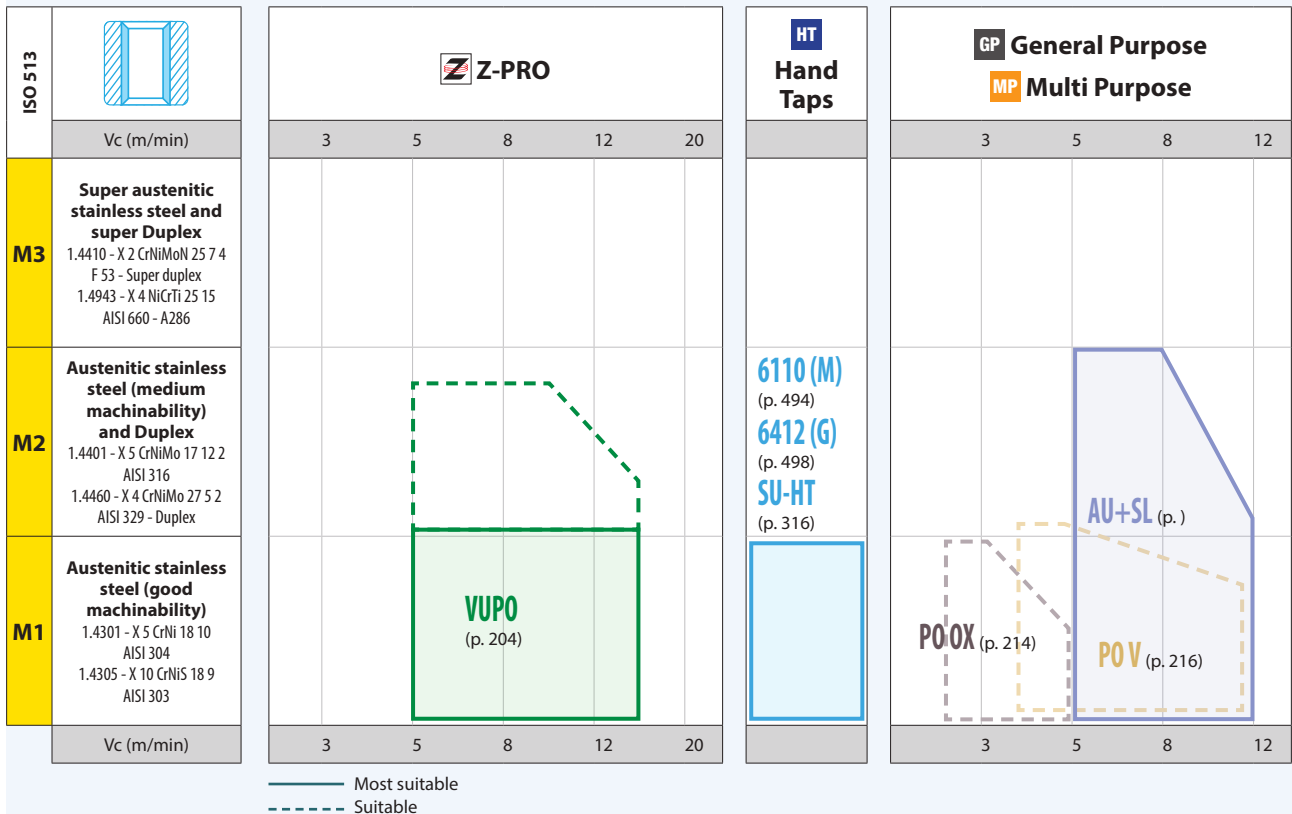 ISO 513
Z-PRO
HT
Hand
Taps
GP General Purpose
MP Multi Purpose
Vc (m/min)
3 5 8 12 20
3 5 8 12
M3
Super austenitic
stainless steel and
super Duplex
1.4410 - X 2 CrNiMoN 25 7 4
F 53 - Super duplex
1.4943 - X 4 NiCrTi 25 15
AISI 660 - A286
M2
Austenitic stainless
steel (medium
machinability)
and Duplex
1.4401 - X 5 CrNiMo 17 12 2
AISI 316
1.4460 - X 4 CrNiMo 27 5 2
AISI 329 - Duplex
6110 (M)
(p. 494)
6412 (G)
(p. 498)
SU-HT
(p. 316)
AU+SL (p. )
M1
Austenitic stainless
steel (good
machinability)
1.4301 - X 5 CrNi 18 10
AISI 304
1.4305 - X 10 CrNiS 18 9
AISI 303
VUPO
(p. 204)
PO OX (p. 214)
PO V (p. 216)
Vc (m/min)
3 5 8 12 20
3 5 8 12
Most suitable
Suitable